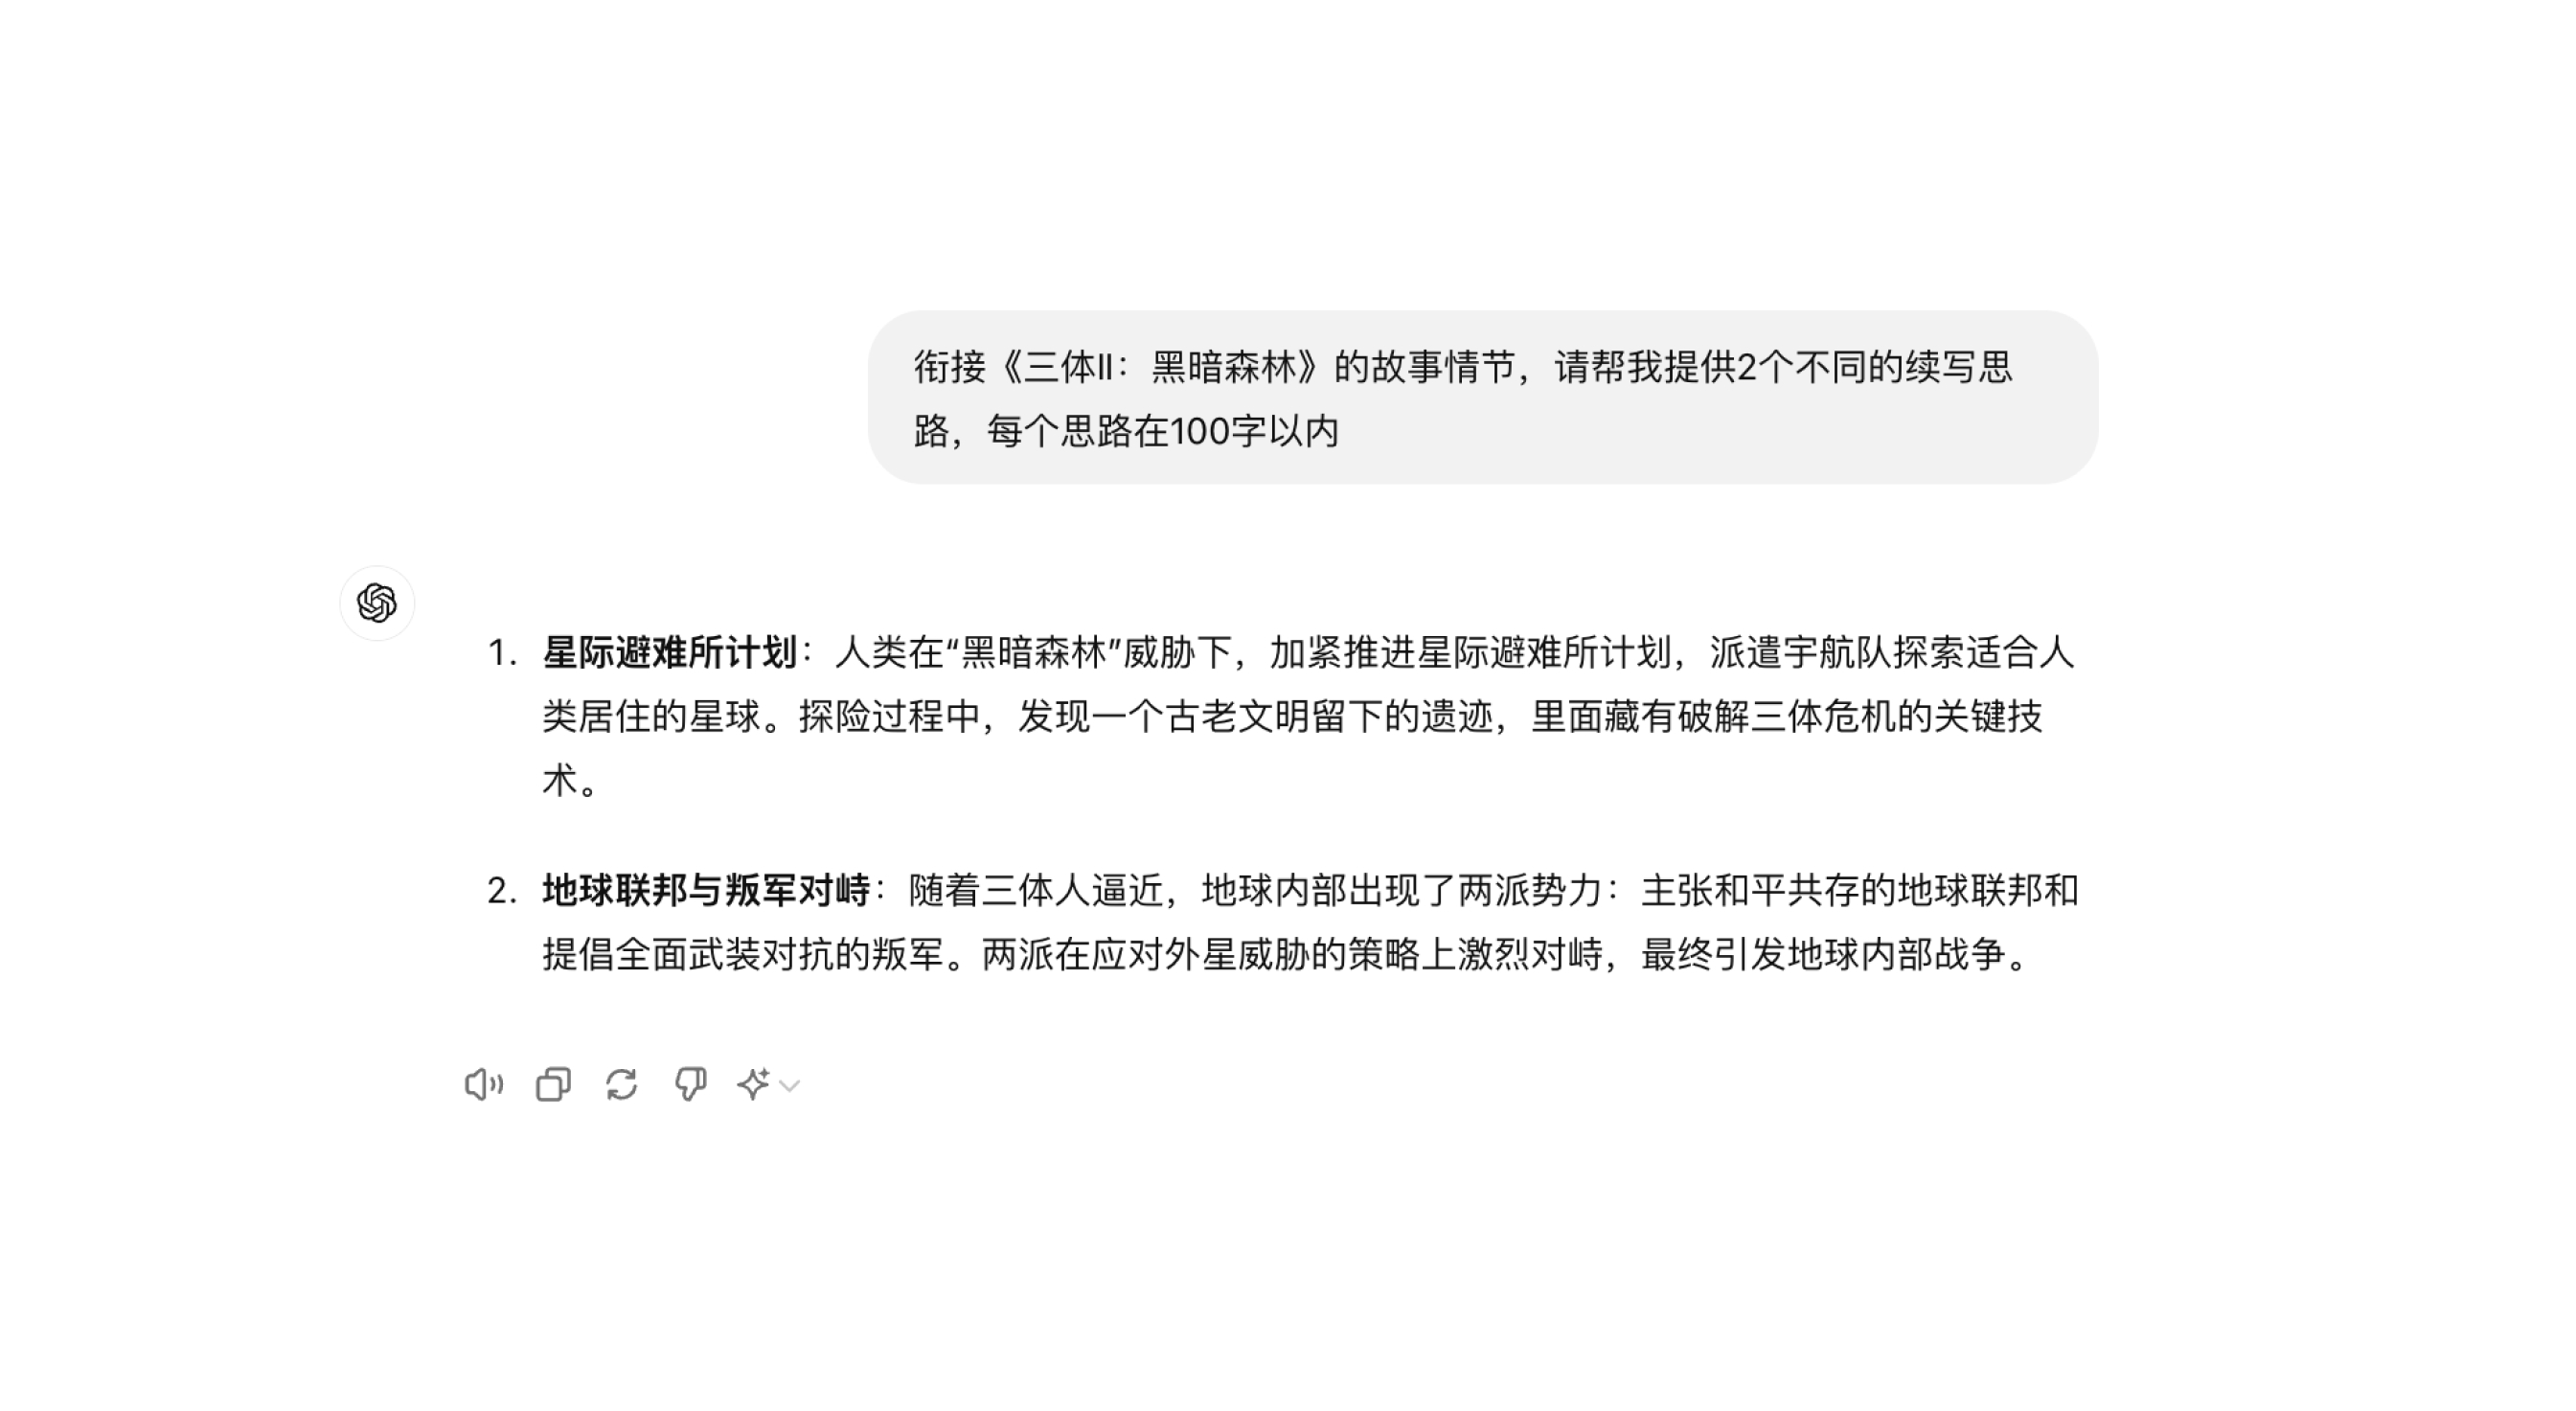 衔接《三体II：黑暗森林》的故事情节，请帮我提供2个不同的续写思
路，每个思路在100字以内
1. 星际避难所计划：人类在“黑暗森林”威胁下，加紧推进星际避难所计划，派遣宇航队探索适合人
类居住的星球。探险过程中，发现一个古老文明留下的遗迹，里面藏有破解三体危机的关键技
术。
2. 地球联邦与叛军对峙：随着三体人逼近，地球内部出现了两派势力：主张和平共存的地球联邦和
提倡全面武装对抗的叛军。两派在应对外星威胁的策略上激烈对峙，最终引发地球内部战争。